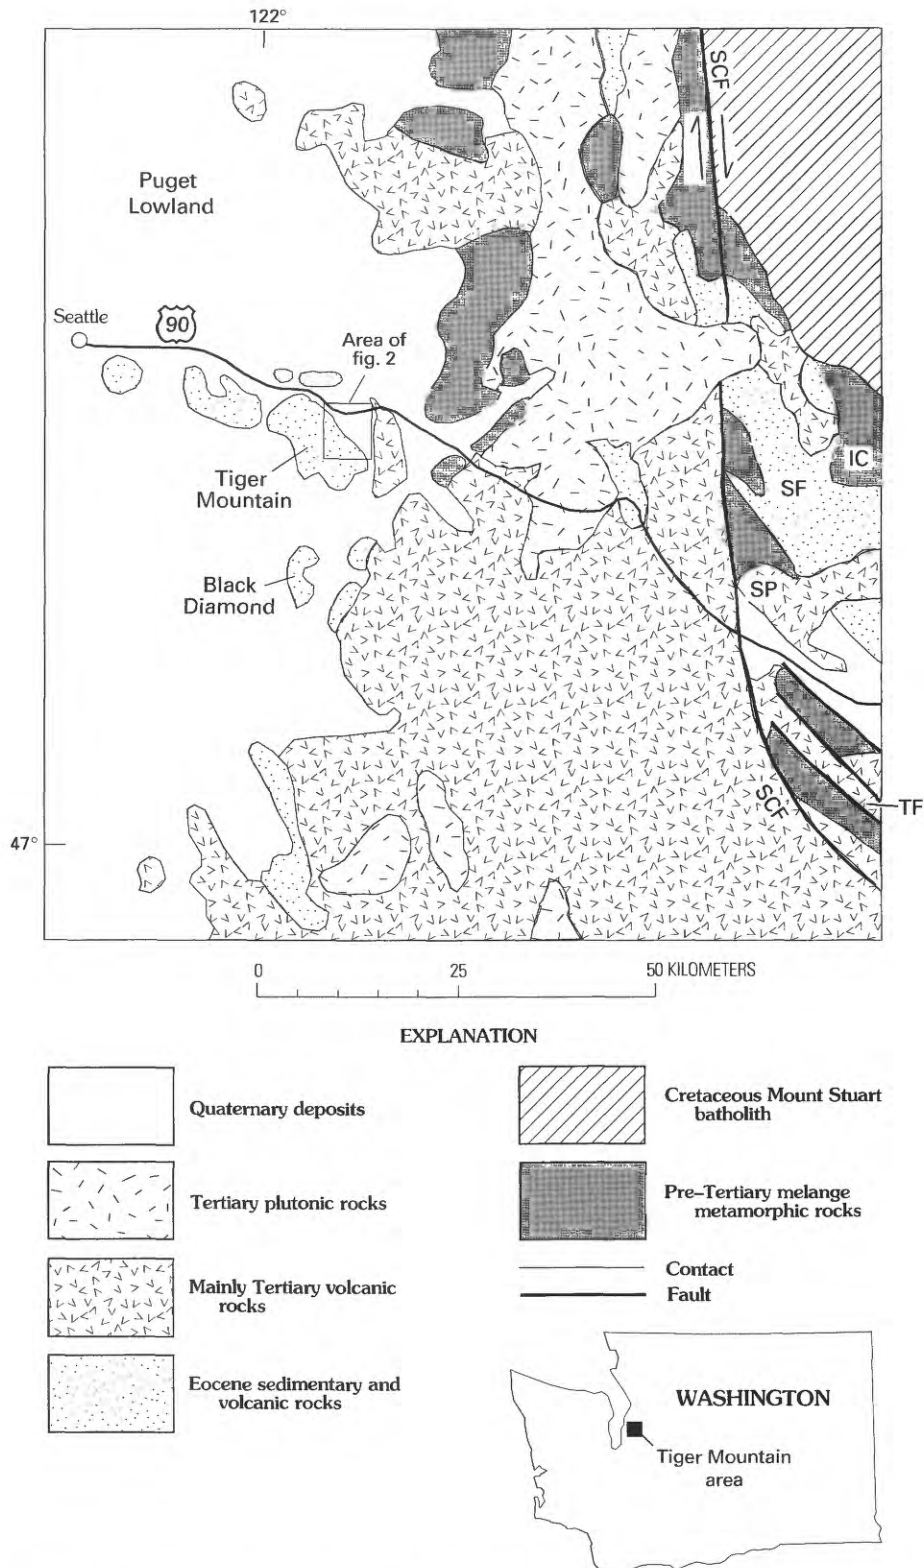 122°
SCF
Puget
Lowland
Seattle
90
Area of
fig. 2
Tiger
Mountain
IC
SF
Black
Diamond
SP
SCF
TF
47°
0 25 50 KILOMETERS
EXPLANATION
Quaternary deposits
Tertiary plutonic rocks
Mainly Tertiary volcanic
rocks
Eocene sedimentary and
volcanic rocks
Cretaceous Mount Stuart
batholith
Pre–Tertiary melange
metamorphic rocks
Contact
Fault
WASHINGTON
Tiger Mountain
area